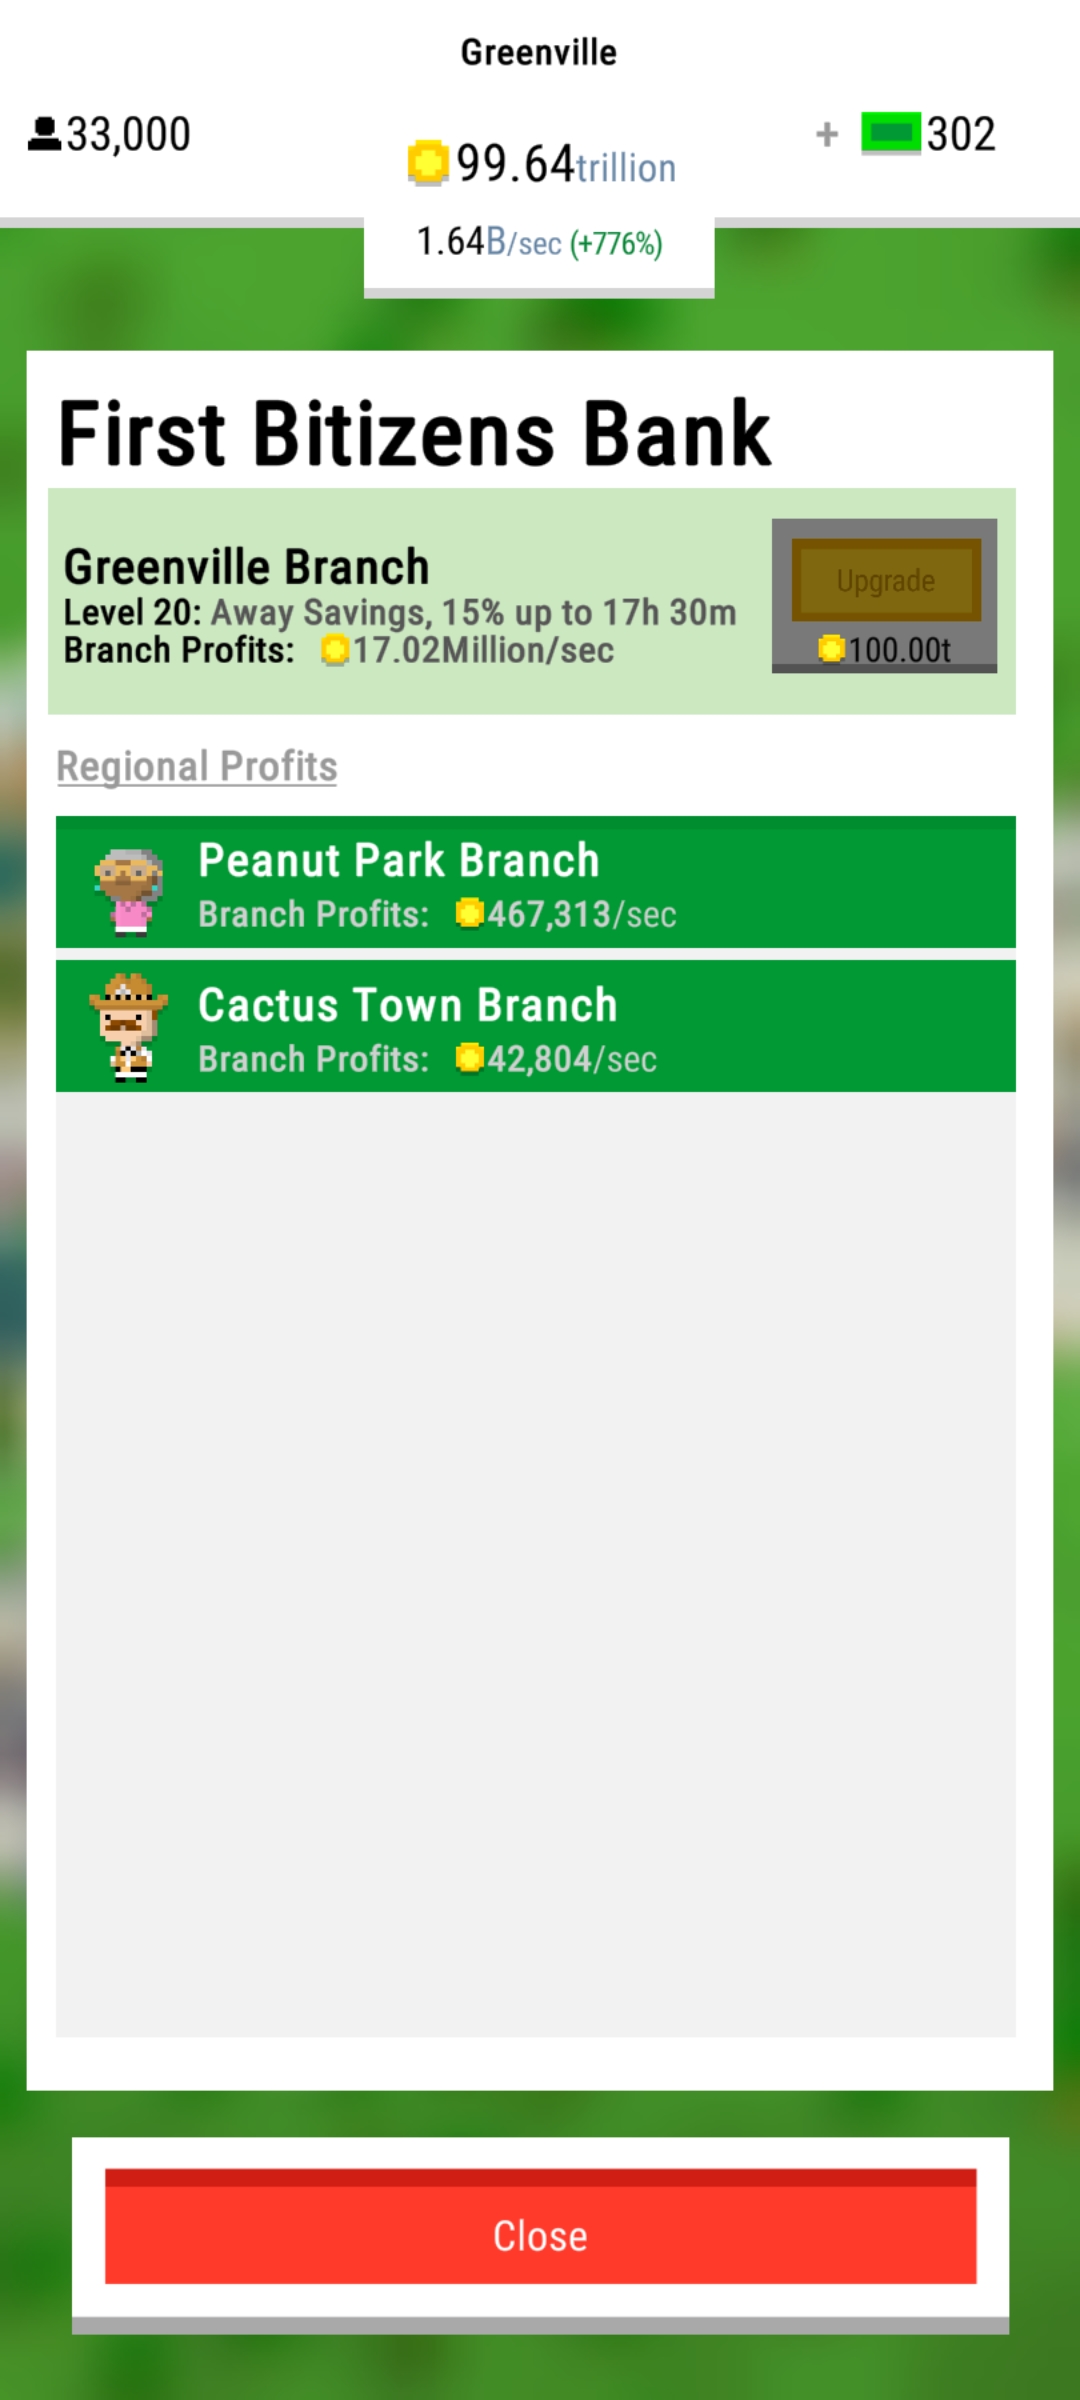 Greenville
33,000
99.64trillion
+ 302
1.64B/sec (+776%)
First Bitizens Bank
Greenville Branch
Level 20: Away Savings, 15% up to 17h 30m
Branch Profits: 17.02Million/sec
Upgrade
100.00t
Regional Profits
Peanut Park Branch
Branch Profits: 467,313/sec
Cactus Town Branch
Branch Profits: 42,804/sec
Close